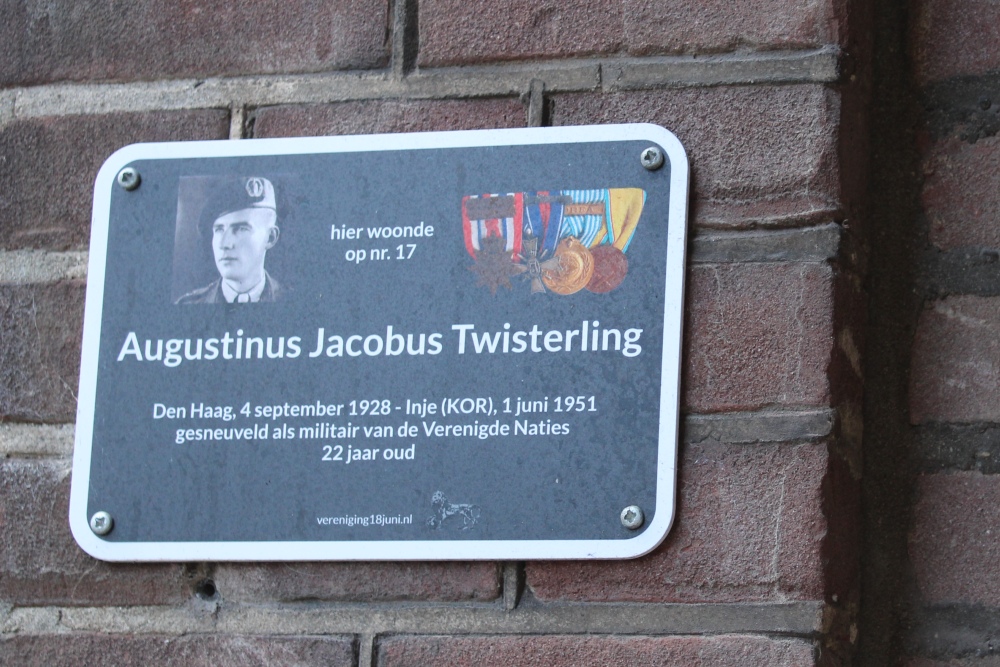 hier woonde
op nr. 17
Augustinus Jacobus Twisterling
Den Haag, 4 september 1928 - Inje (KOR), 1 juni 1951
gesneuveld als militair van de Verenigde Naties
22 jaar oud
vereniging18juni.nl